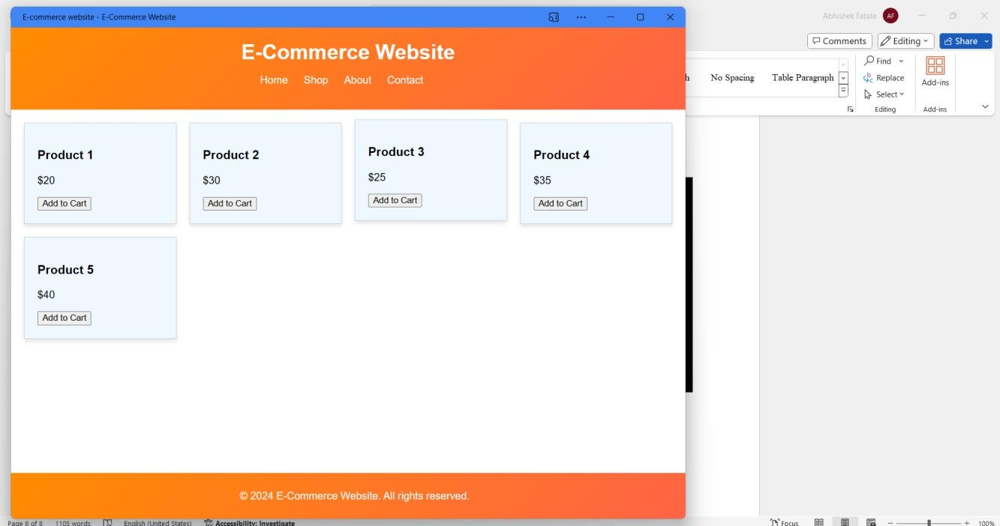 E-commerce website - E-Commerce Website
Abhishek Fatate AF
Comments Editing Share
E-Commerce Website
Home Shop About Contact
No Spacing Table Paragraph
Find
Replace
Select
Editing
Add-ins
Add-ins
Product 1
$20
Add to Cart
Product 2
$30
Add to Cart
Product 3
$25
Add to Cart
Product 4
$35
Add to Cart
Product 5
$40
Add to Cart
© 2024 E-Commerce Website. All rights reserved.
Page 8 of 8 1105 words English (United States) Accessibility: Investigate Focus 100%